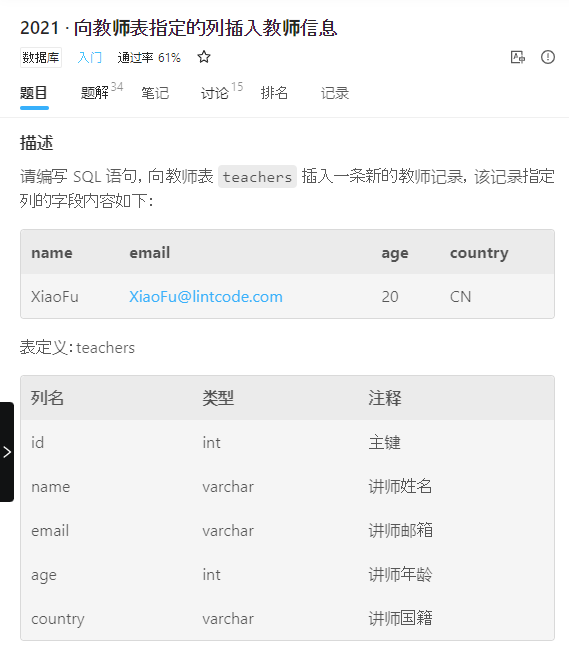 2021 · 向教师表指定的列插入教师信息
数据库 入门 通过率 61%
题目 题解34 笔记 讨论15 排名 记录
描述
请编写 SQL 语句，向教师表 teachers 插入一条新的教师记录，该记录指定
列的字段内容如下：
name email age country
XiaoFu XiaoFu@lintcode.com 20 CN
表定义：teachers
列名 类型 注释
id int 主键
name varchar 讲师姓名
email varchar 讲师邮箱
age int 讲师年龄
country varchar 讲师国籍